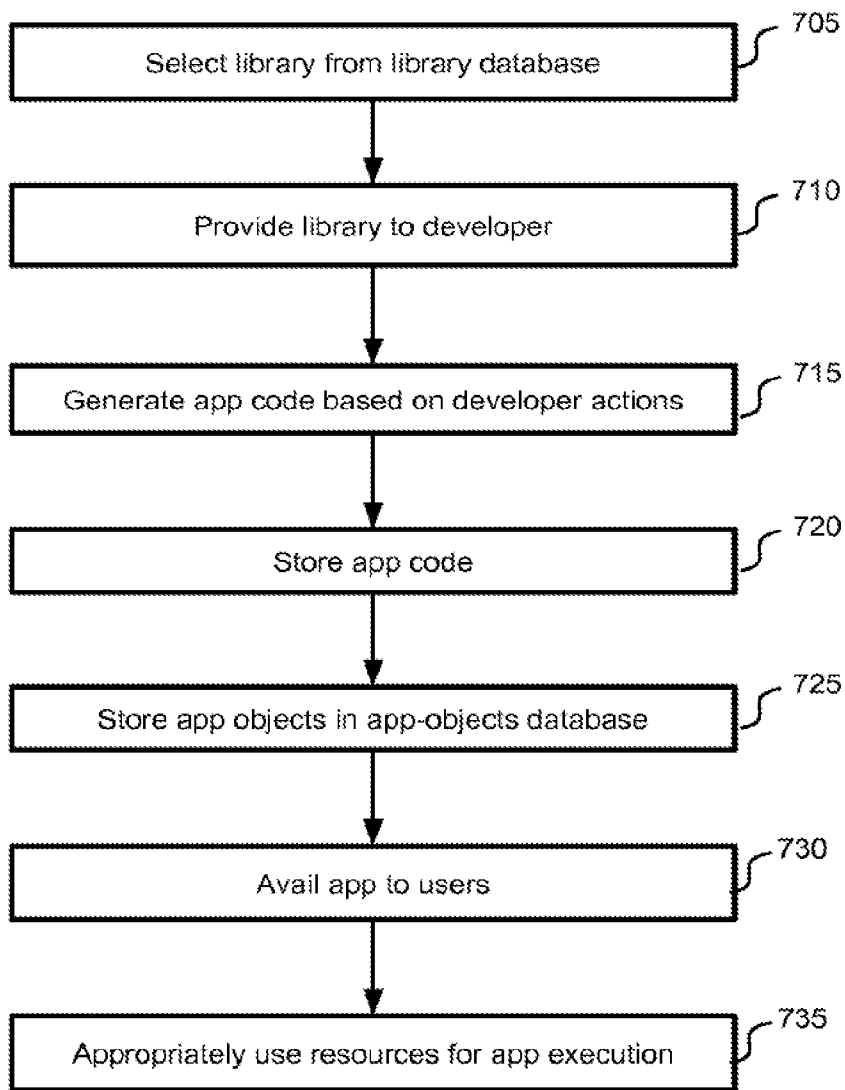 705
Select library from library database
710
Provide library to developer
715
Generate app code based on developer actions
720
Store app code
725
Store app objects in app-objects database
730
Avail app to users
735
Appropriately use resources for app execution